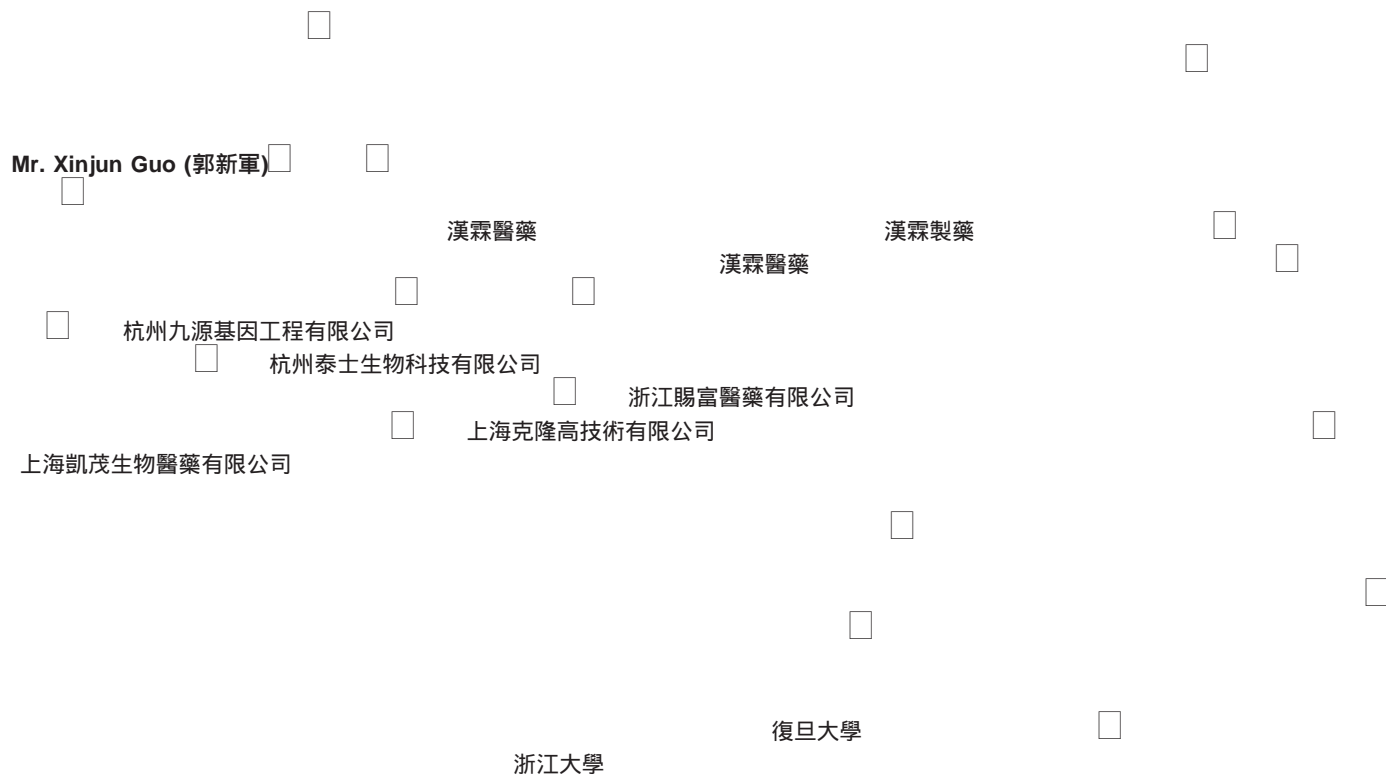 Mr. Xinjun Guo (郭新軍)
漢霖醫藥 漢霖製藥
漢霖醫藥
杭州九源基因工程有限公司
杭州泰士生物科技有限公司
浙江賜富醫藥有限公司
上海克隆高技術有限公司
上海凱茂生物醫藥有限公司
復旦大學
浙江大學